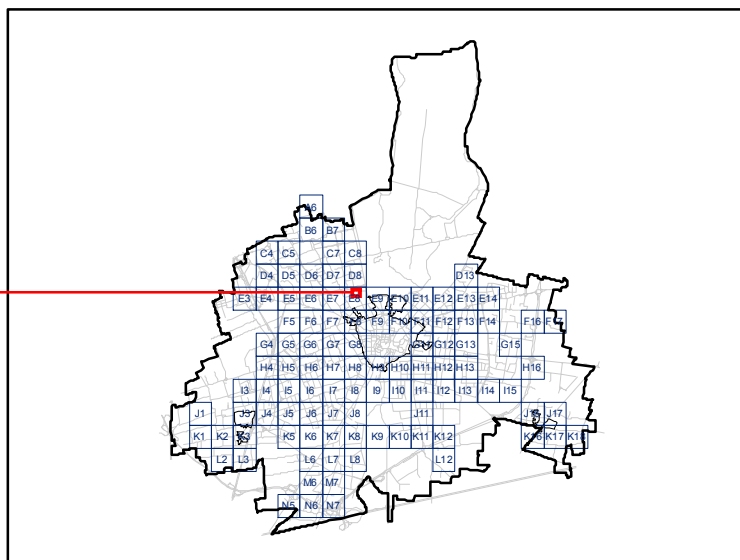 A6
B6 B7
C4 C5 C7 C8
D4 D5 D6 D7 D8 D13
E3 E4 E5 E6 E7 E8 E9 E10 E11 E12 E13 E14
F5 F6 F7 F9 F10 F11 F12 F13 F14 F16
G4 G5 G6 G7 G8 G12 G13 G15
H4 H5 H6 H7 H8 H9 H10 H11 H12 H13 H16
I3 I4 I5 I6 I7 I8 I9 I10 I11 I12 I13 I14 I15
J1 J3 J4 J5 J6 J7 J8 J11 J17
K1 K2 K5 K6 K7 K8 K9 K10 K11 K12 K16 K17 K18
L2 L3 L6 L7 L8 L12
M6 M7
N5 N6 N7